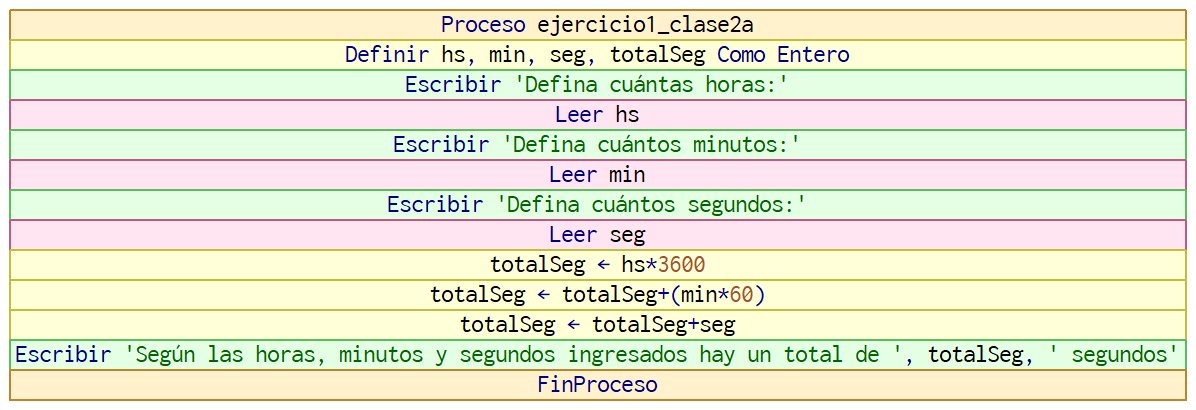 Proceso ejercicio1_clase2a
Definir hs, min, seg, totalSeg Como Entero
Escribir 'Defina cuántas horas:'
Leer hs
Escribir 'Defina cuántos minutos:'
Leer min
Escribir 'Defina cuántos segundos:'
Leer seg
totalSeg ← hs*3600
totalSeg ← totalSeg+(min*60)
totalSeg ← totalSeg+seg
Escribir 'Según las horas, minutos y segundos ingresados hay un total de ', totalSeg, ' segundos'
FinProceso